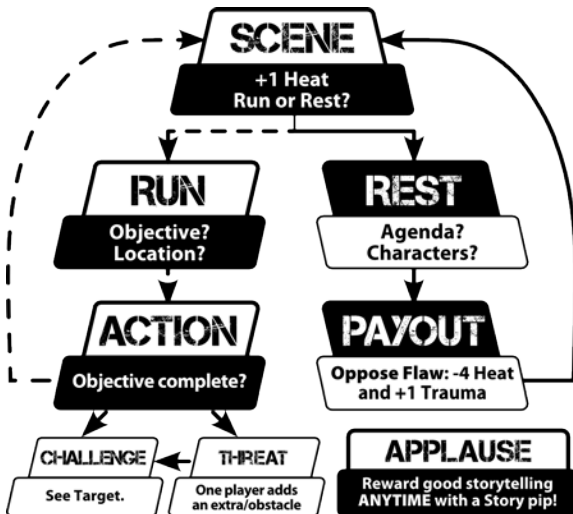 SCENE
+1 Heat
Run or Rest?
RUN
Objective?
Location?
REST
Agenda?
Characters?
ACTION
Objective complete?
PAYOUT
Oppose Flaw: -4 Heat
and +1 Trauma
CHALLENGE
See Target.
THREAT
One player adds
an extra/obstacle
APPLAUSE
Reward good storytelling
ANYTIME with a Story pip!